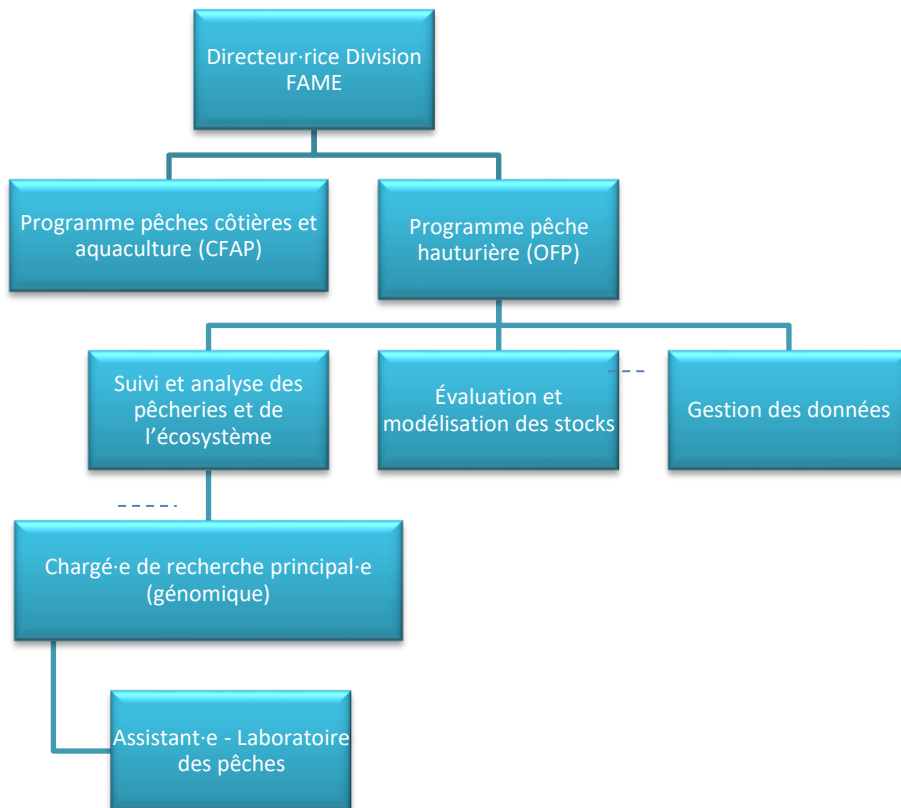 Directeur·rice Division
FAME
Programme pêches côtières et
aquaculture (CFAP)
Programme pêche
hauturière (OFP)
Suivi et analyse des
pêcheries et de
l’écosystème
Évaluation et
modélisation des stocks
Gestion des données
Chargé·e de recherche principal·e
(génomique)
Assistant·e - Laboratoire
des pêches